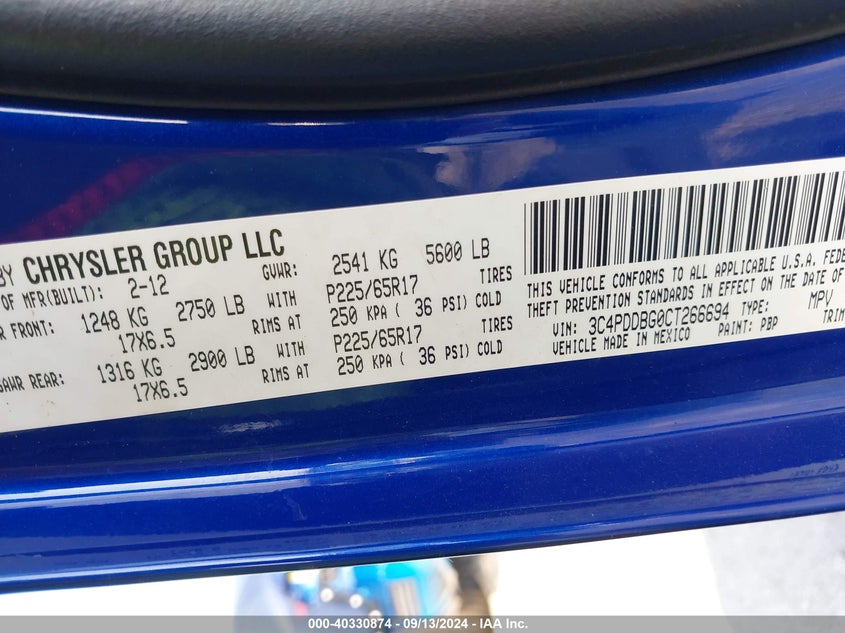 BY CHRYSLER GROUP LLC
OF MFR(BUILT): 2-12 GVWR: 2541 KG 5600 LB
FRONT: 1248 KG 2750 LB WITH P225/65R17 TIRES
17X6.5 RIMS AT 250 KPA ( 36 PSI) COLD
GAWR REAR: 1316 KG 2900 LB WITH P225/65R17 TIRES
17X6.5 RIMS AT 250 KPA ( 36 PSI) COLD
THIS VEHICLE CONFORMS TO ALL APPLICABLE U.S.A. FEDE
THEFT PREVENTION STANDARDS IN EFFECT ON THE DATE OF
VIN: 3C4PDDBG0CT266694 TYPE: MPV
VEHICLE MADE IN MEXICO PAINT: PBP TRIM
000-40330874 | 09/13/2024 | IAA Inc.